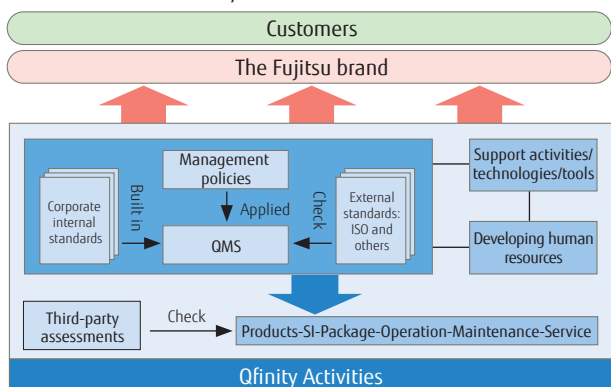 Customers
The Fujitsu brand
Management
policies
Corporate
internal
standards
Built in
Applied
Check
External
standards:
ISO and
others
QMS
Support activities/
technologies/tools
Developing human
resources
Third-party
assessments
Check
Products-SI-Package-Operation-Maintenance-Service
Qfinity Activities